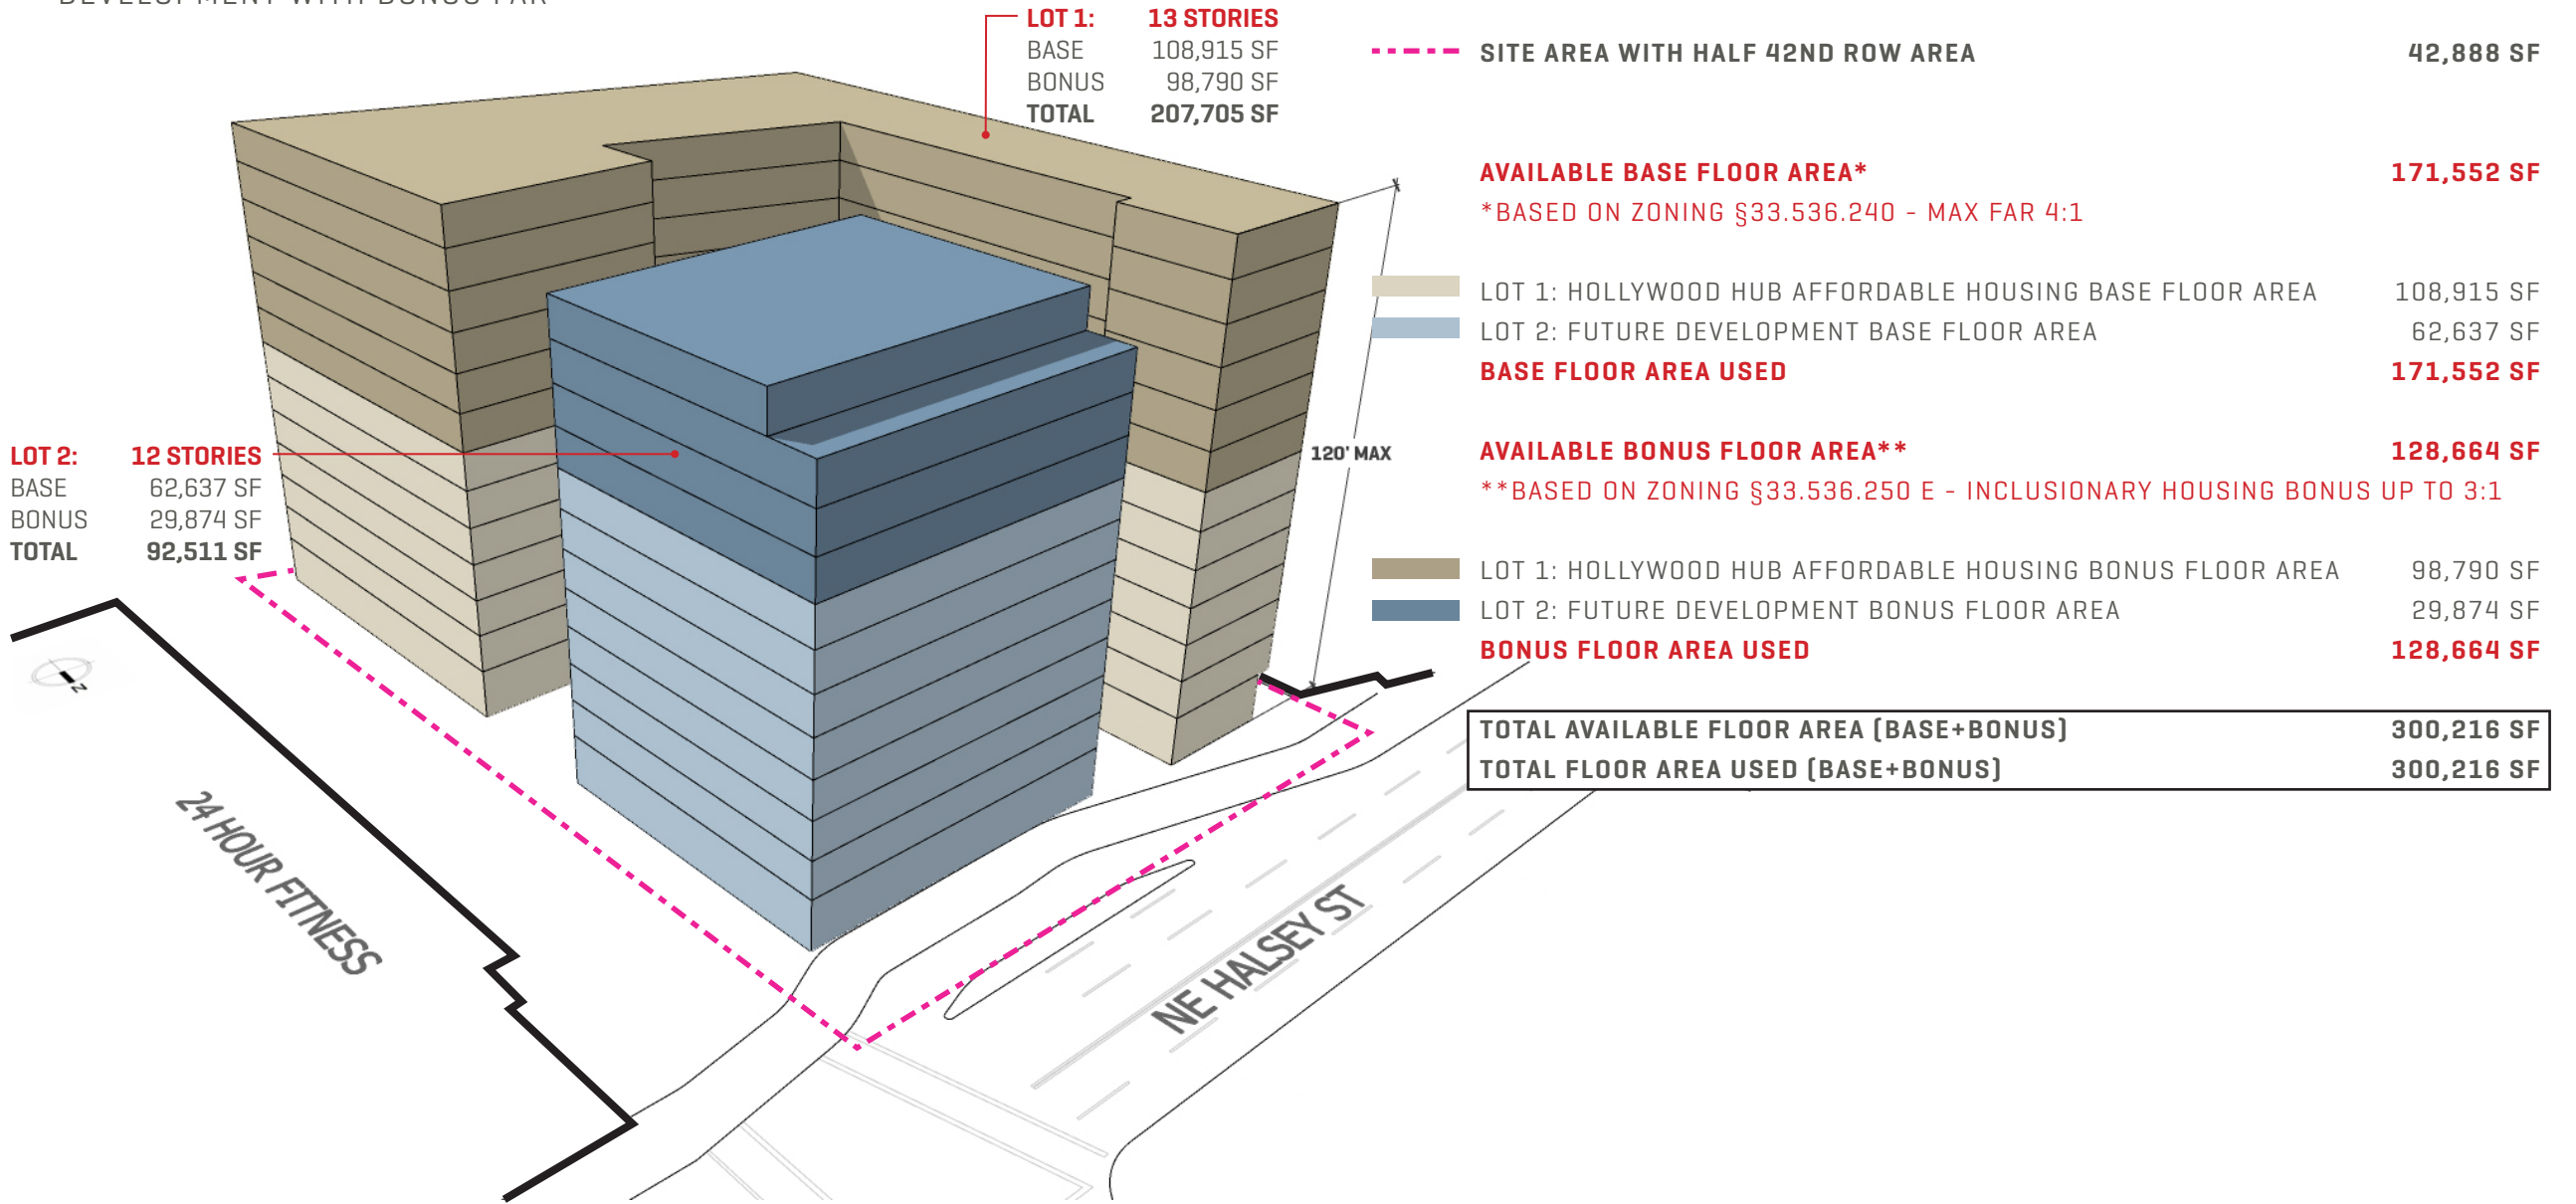 DEVELOPMENT WITH BONUS FAR
LOT 1: 13 STORIES
BASE 108,915 SF
BONUS 98,790 SF
TOTAL 207,705 SF
SITE AREA WITH HALF 42ND ROW AREA 42,888 SF
AVAILABLE BASE FLOOR AREA* 171,552 SF
*BASED ON ZONING §33.536.240 - MAX FAR 4:1
LOT 1: HOLLYWOOD HUB AFFORDABLE HOUSING BASE FLOOR AREA 108,915 SF
LOT 2: FUTURE DEVELOPMENT BASE FLOOR AREA 62,637 SF
BASE FLOOR AREA USED 171,552 SF
LOT 2: 12 STORIES
BASE 62,637 SF
BONUS 29,874 SF
TOTAL 92,511 SF
120' MAX
AVAILABLE BONUS FLOOR AREA** 128,664 SF
**BASED ON ZONING §33.536.250 E - INCLUSIONARY HOUSING BONUS UP TO 3:1
LOT 1: HOLLYWOOD HUB AFFORDABLE HOUSING BONUS FLOOR AREA 98,790 SF
LOT 2: FUTURE DEVELOPMENT BONUS FLOOR AREA 29,874 SF
BONUS FLOOR AREA USED 128,664 SF
TOTAL AVAILABLE FLOOR AREA (BASE+BONUS) 300,216 SF
TOTAL FLOOR AREA USED (BASE+BONUS) 300,216 SF
Z
24 HOUR FITNESS
NE HALSEY ST